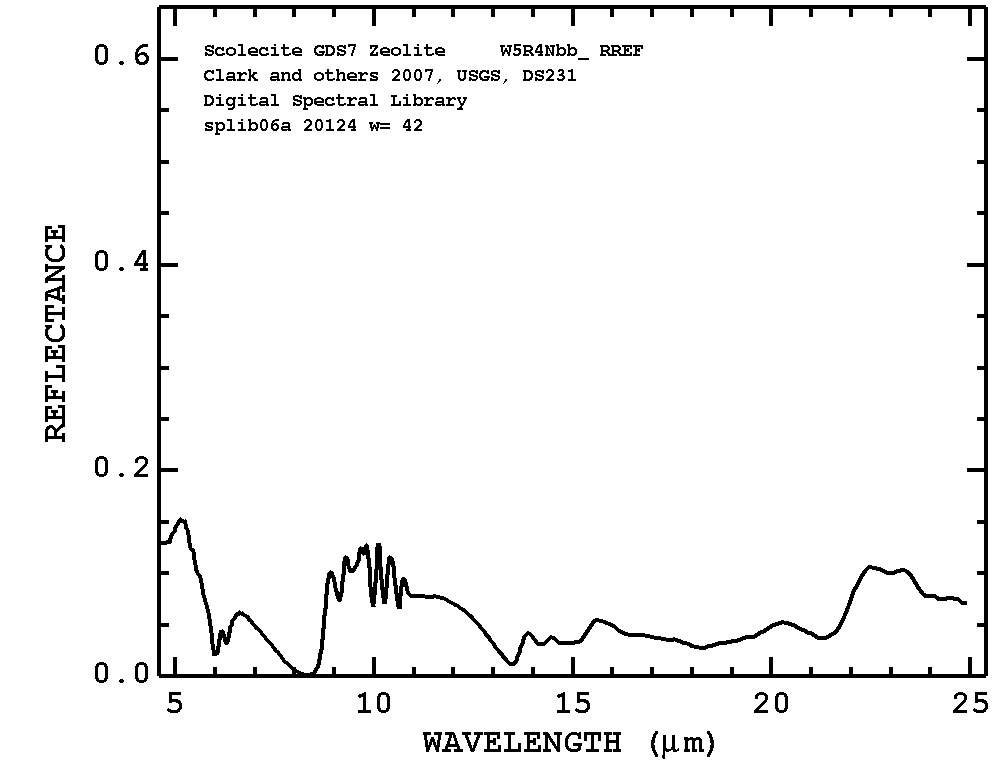 Scolecite GDS7 Zeolite W5R4Nbb_ RREF
Clark and others 2007, USGS, DS231
Digital Spectral Library
splib06a 20124 w= 42
REFLECTANCE
0.6
0.4
0.2
0.0
5 10 15 20 25
WAVELENGTH (μm)